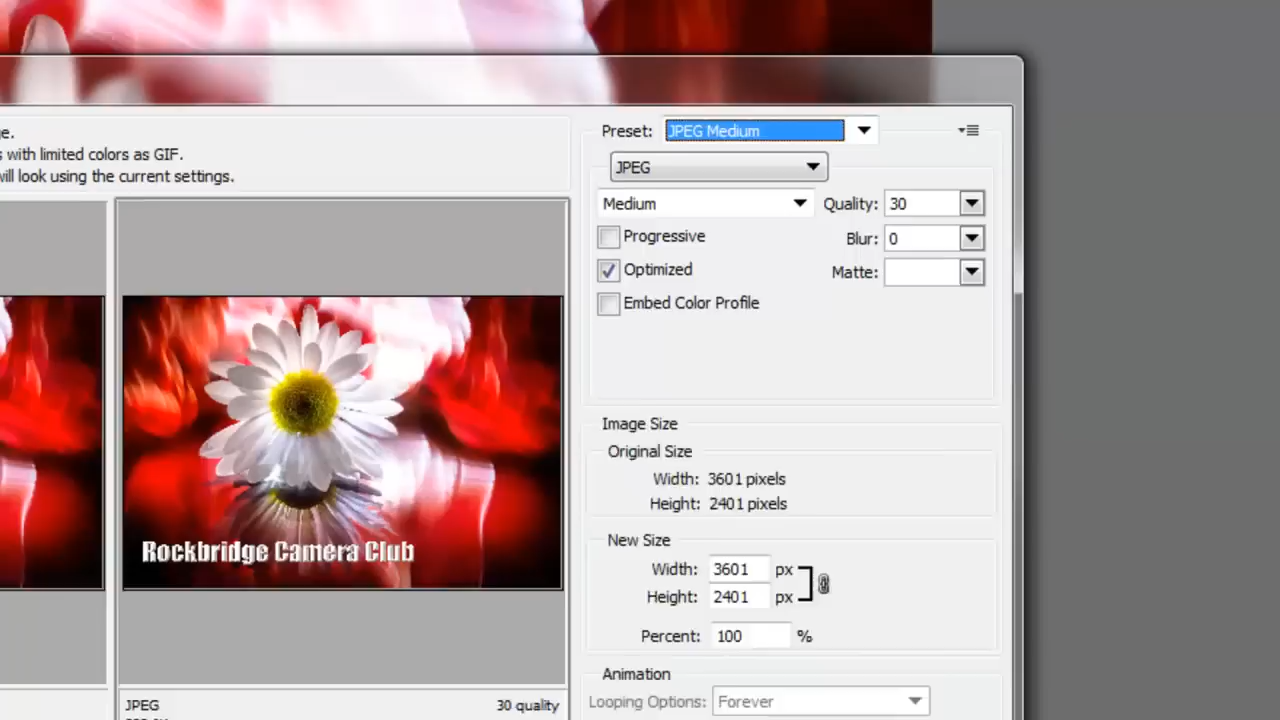 e.
s with limited colors as GIF.
will look using the current settings.
Preset: JPEG Medium
JPEG
Medium
Quality: 30
Progressive
Blur: 0
Optimized
Matte:
Embed Color Profile
Rockbridge Camera Club
Image Size
Original Size
Width: 3601 pixels
Height: 2401 pixels
New Size
Width: 3601 px
Height: 2401 px
Percent: 100 %
Animation
Looping Options: Forever
JPEG
30 quality